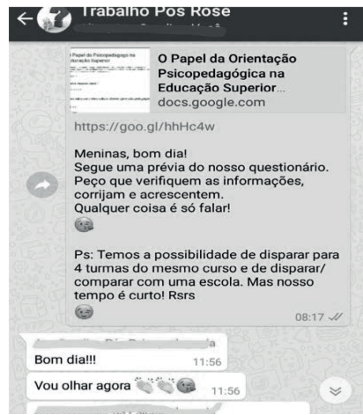 Trabalho Pós Rose
O Papel da Orientação
Psicopedagógica na
Educação Superior...
docs.google.com
https://goo.gl/hhHc4w
Meninas, bom dia!
Segue uma prévia do nosso questionário.
Peço que verifiquem as informações,
corrijam e acrescentem.
Qualquer coisa é só falar!
Ps: Temos a possibilidade de disparar para
4 turmas do mesmo curso e de disparar/
comparar com uma escola. Mas nosso
tempo é curto! Rsrs
08:17
Bom dia!!!
11:56
Vou olhar agora
11:56